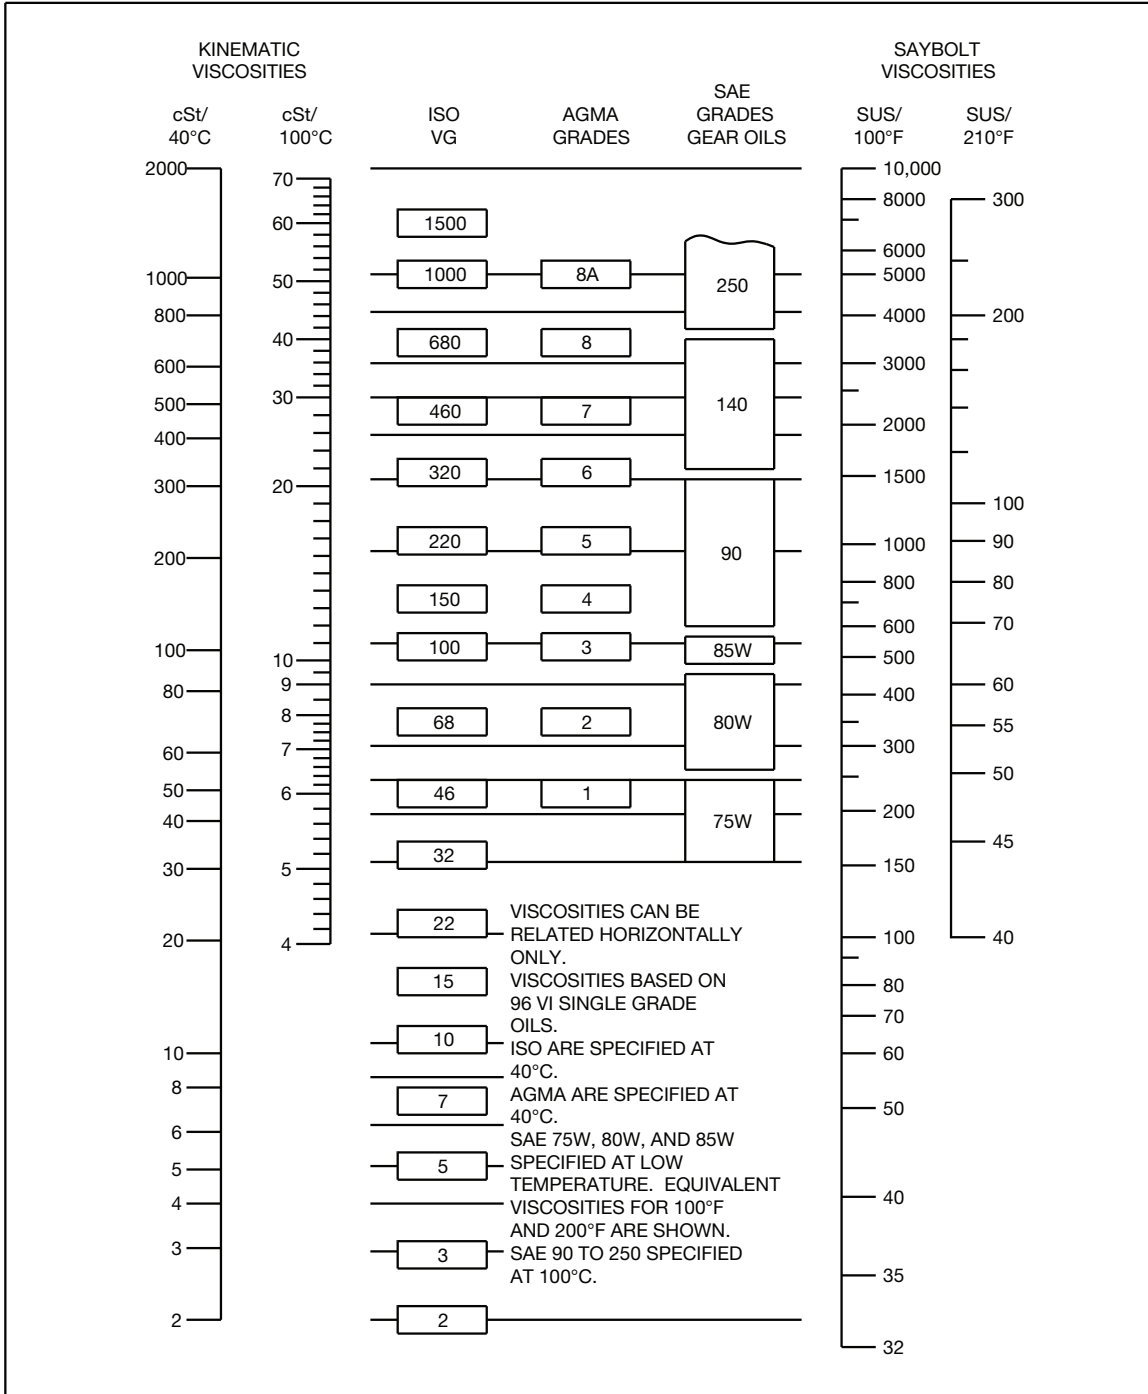 KINEMATIC
VISCOSITIES
SAYBOLT
VISCOSITIES
cSt/
40°C
cSt/
100°C
ISO
VG
AGMA
GRADES
SAE
GRADES
GEAR OILS
SUS/
100°F
SUS/
210°F
2000
1000
800
600
500
400
300
200
100
80
60
50
40
30
20
10
8
6
5
4
3
2
70
60
50
40
30
20
10
9
8
7
6
5
4
1500
1000
680
460
320
220
150
100
68
46
32
22
15
10
7
5
3
2
8A
8
7
6
5
4
3
2
1
250
140
90
85W
80W
75W
VISCOSITIES CAN BE
RELATED HORIZONTALLY
ONLY.
VISCOSITIES BASED ON
96 VI SINGLE GRADE
OILS.
ISO ARE SPECIFIED AT
40°C.
AGMA ARE SPECIFIED AT
40°C.
SAE 75W, 80W, AND 85W
SPECIFIED AT LOW
TEMPERATURE. EQUIVALENT
VISCOSITIES FOR 100°F
AND 200°F ARE SHOWN.
SAE 90 TO 250 SPECIFIED
AT 100°C.
10,000
8000
6000
5000
4000
3000
2000
1500
1000
800
600
500
400
300
200
150
100
80
70
60
50
40
35
32
300
200
100
90
80
70
60
55
50
45
40